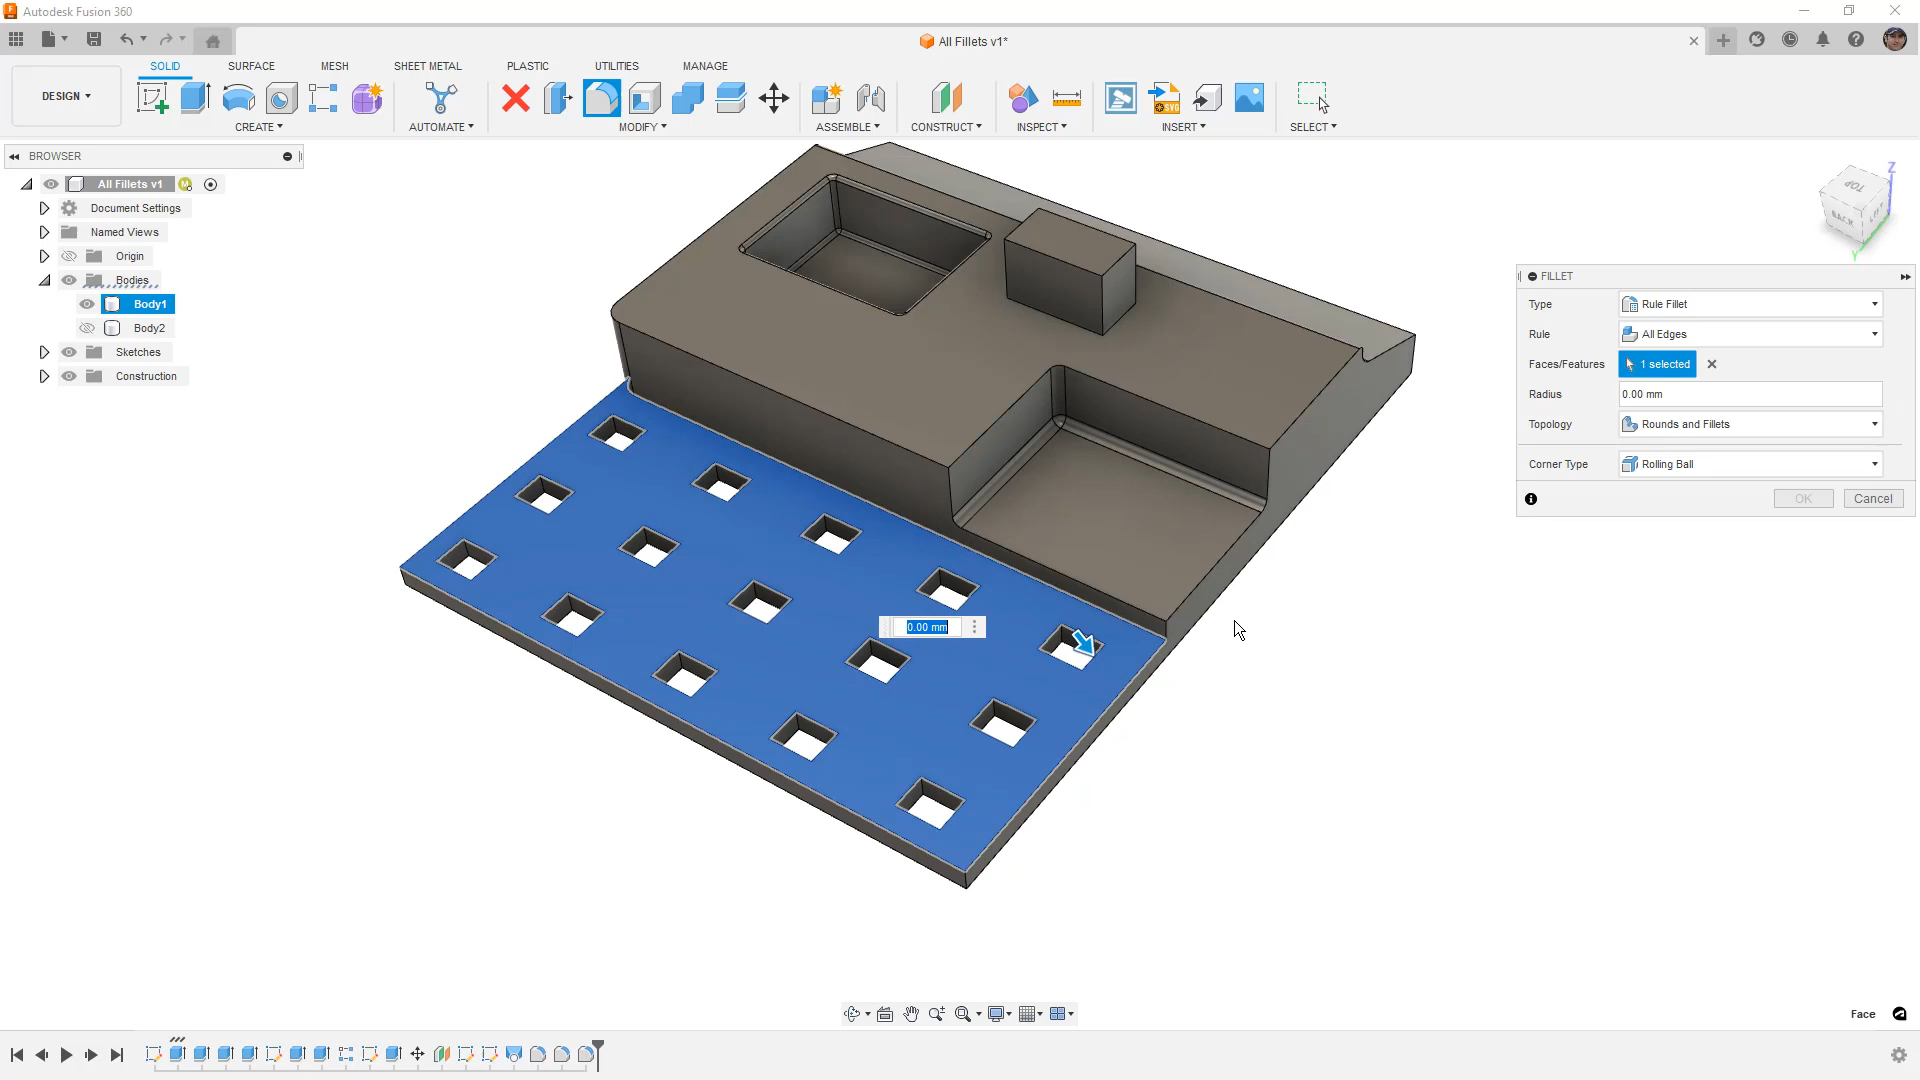 Autodesk Fusion 360
All Fillets v1*
SOLID SURFACE MESH SHEET METAL PLASTIC UTILITIES MANAGE
DESIGN
CREATE AUTOMATE MODIFY ASSEMBLE CONSTRUCT INSPECT INSERT SELECT
BROWSER
All Fillets v1
Document Settings
Named Views
Origin
Bodies
Body1
Body2
Sketches
Construction
TOP
BACK
LEFT
Z
Y
FILLET
Type Rule Fillet
Rule All Edges
Faces/Features 1 selected
Radius 0.00 mm
Topology Rounds and Fillets
Corner Type Rolling Ball
OK Cancel
0.00 mm
Face